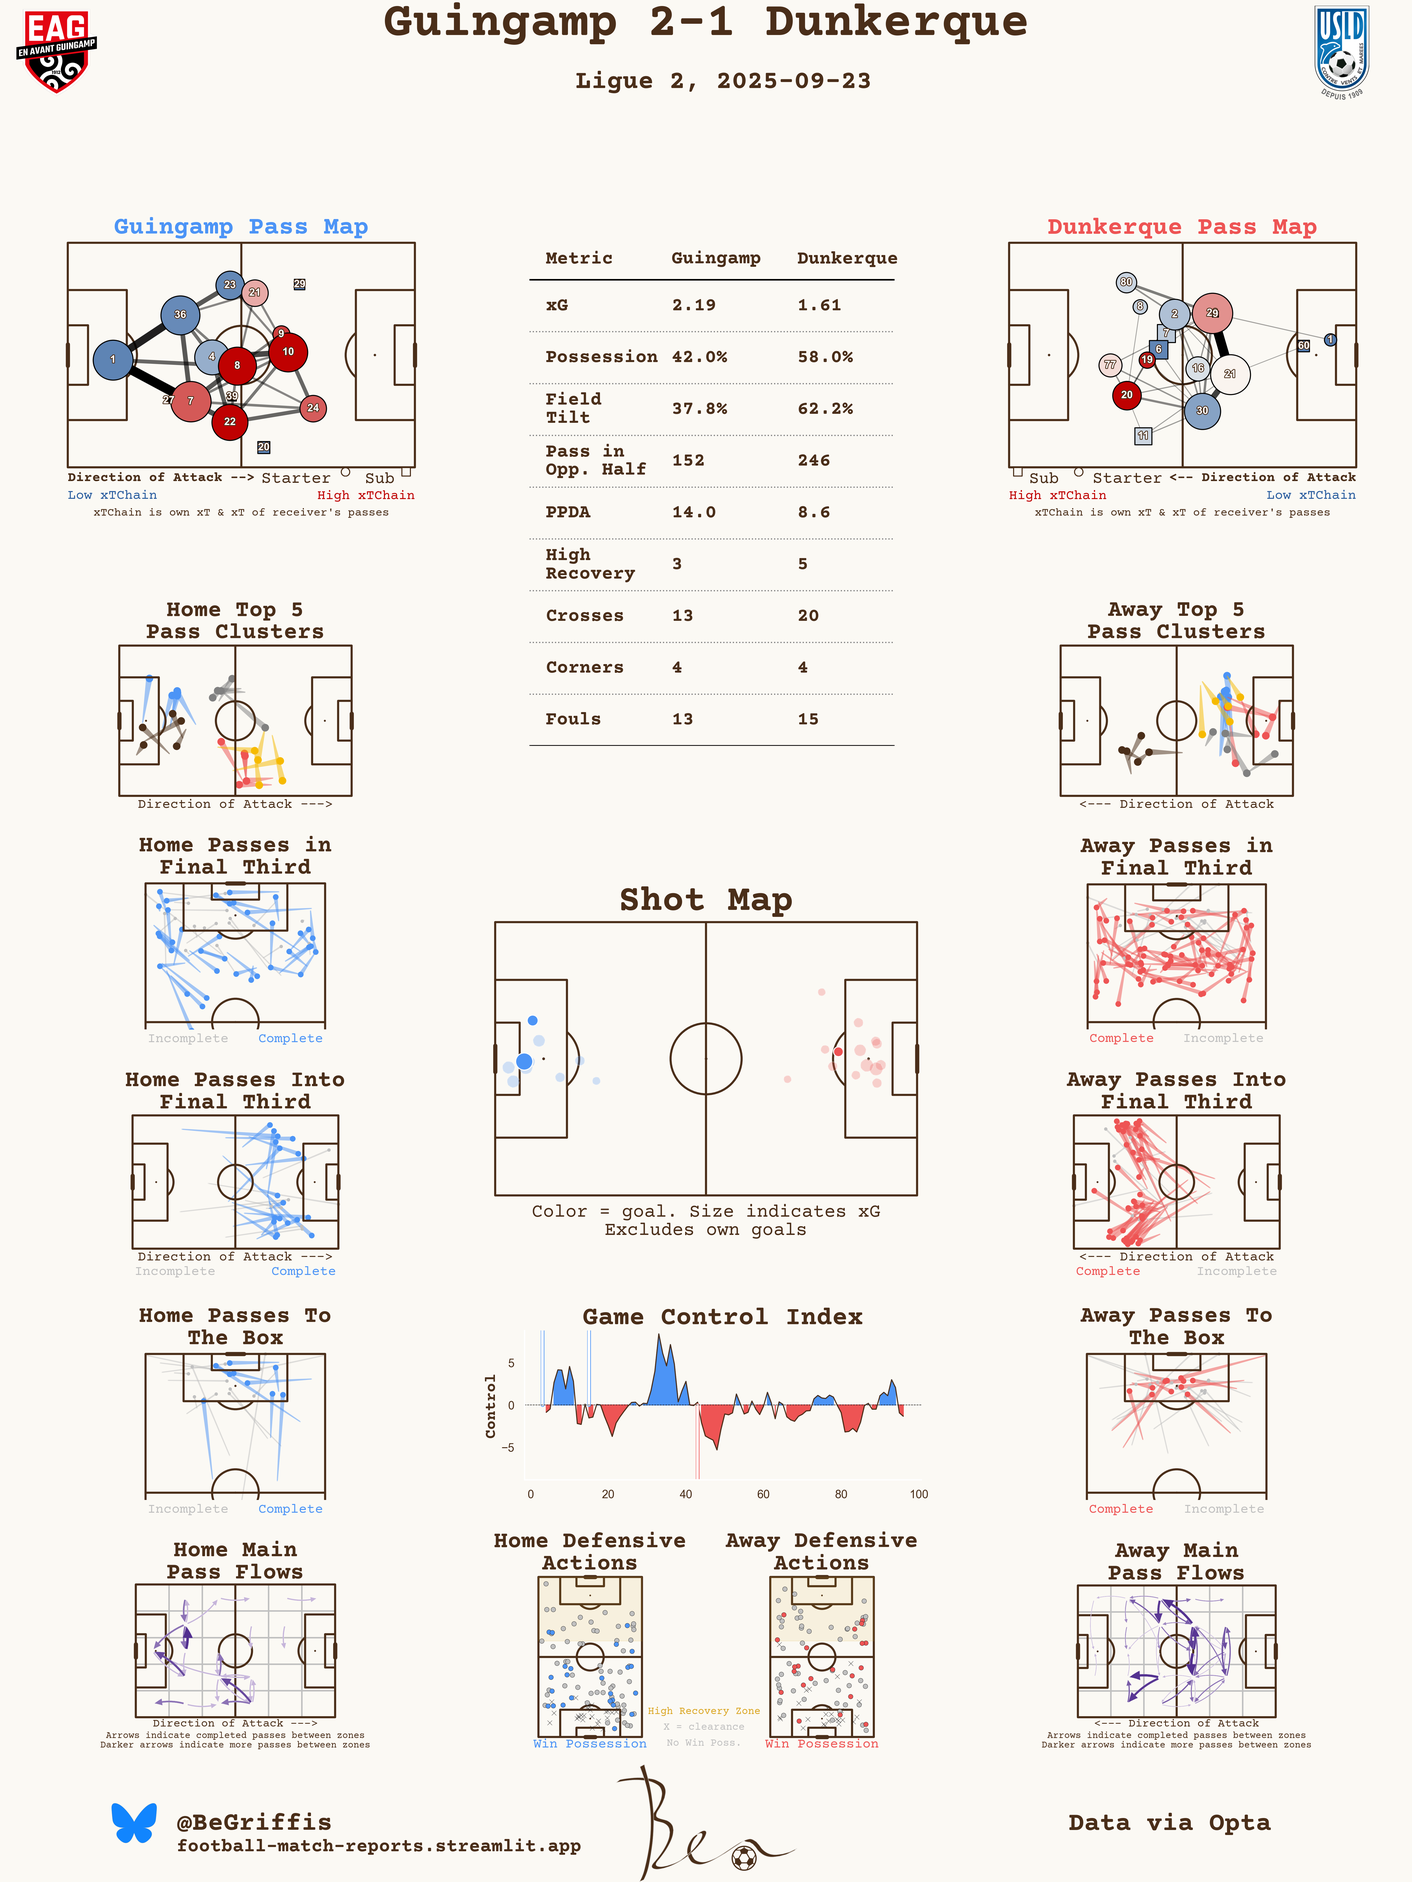 Guingamp 2-1 Dunkerque
Ligue 2, 2025-09-23
EAG
EN AVANT GUINGAMP
1912
USLD
CONTRE VENTS ET MARÉES
DEPUIS 1909
Guingamp Pass Map
23
21
29
36
9
1
4
8
10
27
7
39
24
22
20
Direction of Attack --> Starter Sub
Low xTChain High xTChain
xTChain is own xT & xT of receiver's passes
Metric Guingamp Dunkerque
xG 2.19 1.61
Possession 42.0% 58.0%
Field
Tilt 37.8% 62.2%
Pass in
Opp. Half 152 246
PPDA 14.0 8.6
High
Recovery 3 5
Crosses 13 20
Corners 4 4
Fouls 13 15
Dunkerque Pass Map
80
8
2
29
7
6
1
60
77
19
16
21
20
30
11
Sub Starter <-- Direction of Attack
High xTChain Low xTChain
xTChain is own xT & xT of receiver's passes
Home Top 5
Pass Clusters
Direction of Attack --->
Away Top 5
Pass Clusters
<--- Direction of Attack
Home Passes in
Final Third
Incomplete Complete
Away Passes in
Final Third
Complete Incomplete
Shot Map
Color = goal. Size indicates xG
Excludes own goals
Home Passes Into
Final Third
Direction of Attack --->
Incomplete Complete
Away Passes Into
Final Third
<--- Direction of Attack
Complete Incomplete
Home Passes To
The Box
Incomplete Complete
Game Control Index
Control
5
0
−5
0 20 40 60 80 100
Away Passes To
The Box
Complete Incomplete
Home Main
Pass Flows
Direction of Attack --->
Arrows indicate completed passes between zones
Darker arrows indicate more passes between zones
Home Defensive
Actions
Win Possession
High Recovery Zone
X = clearance
No Win Poss.
Away Defensive
Actions
Win Possession
Away Main
Pass Flows
<--- Direction of Attack
Arrows indicate completed passes between zones
Darker arrows indicate more passes between zones
@BeGriffis
football-match-reports.streamlit.app
Ben
Data via Opta